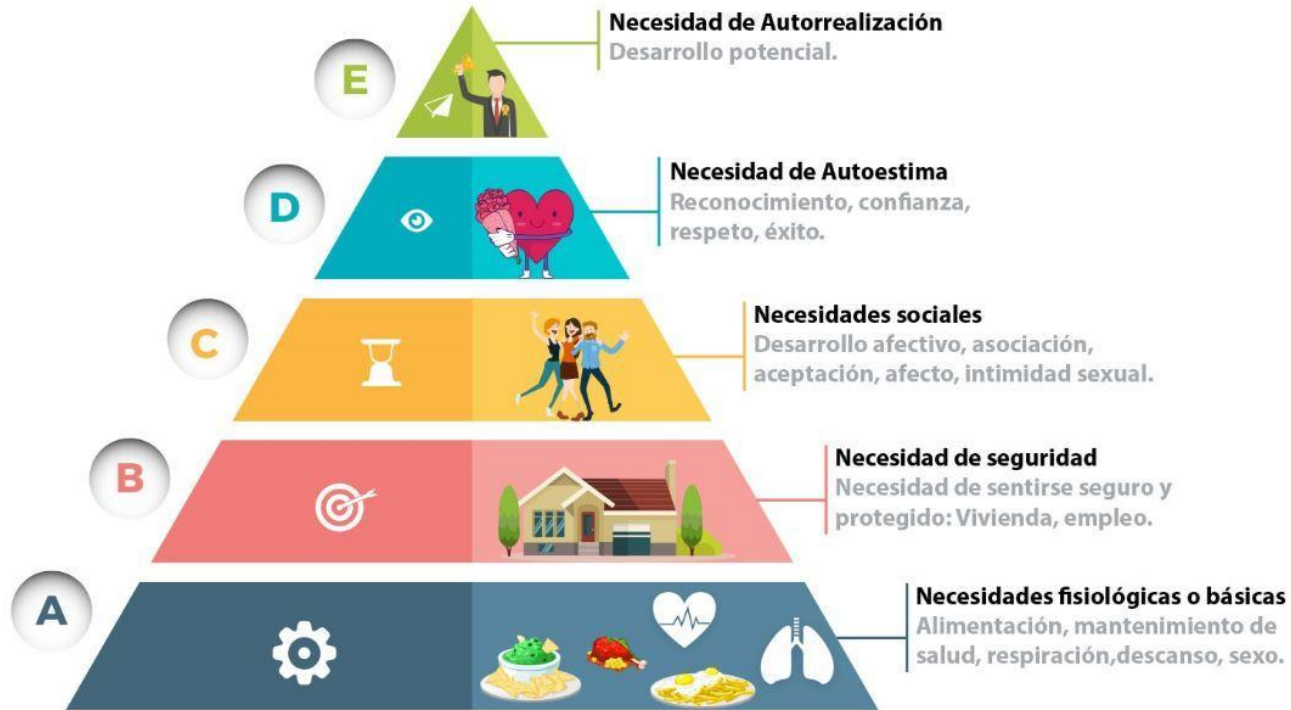 E
Necesidad de Autorrealización
Desarrollo potencial.
D
Necesidad de Autoestima
Reconocimiento, confianza,
respeto, éxito.
C
Necesidades sociales
Desarrollo afectivo, asociación,
aceptación, afecto, intimidad sexual.
B
Necesidad de seguridad
Necesidad de sentirse seguro y
protegido: Vivienda, empleo.
A
Necesidades fisiológicas o básicas
Alimentación, mantenimiento de
salud, respiración,descanso, sexo.